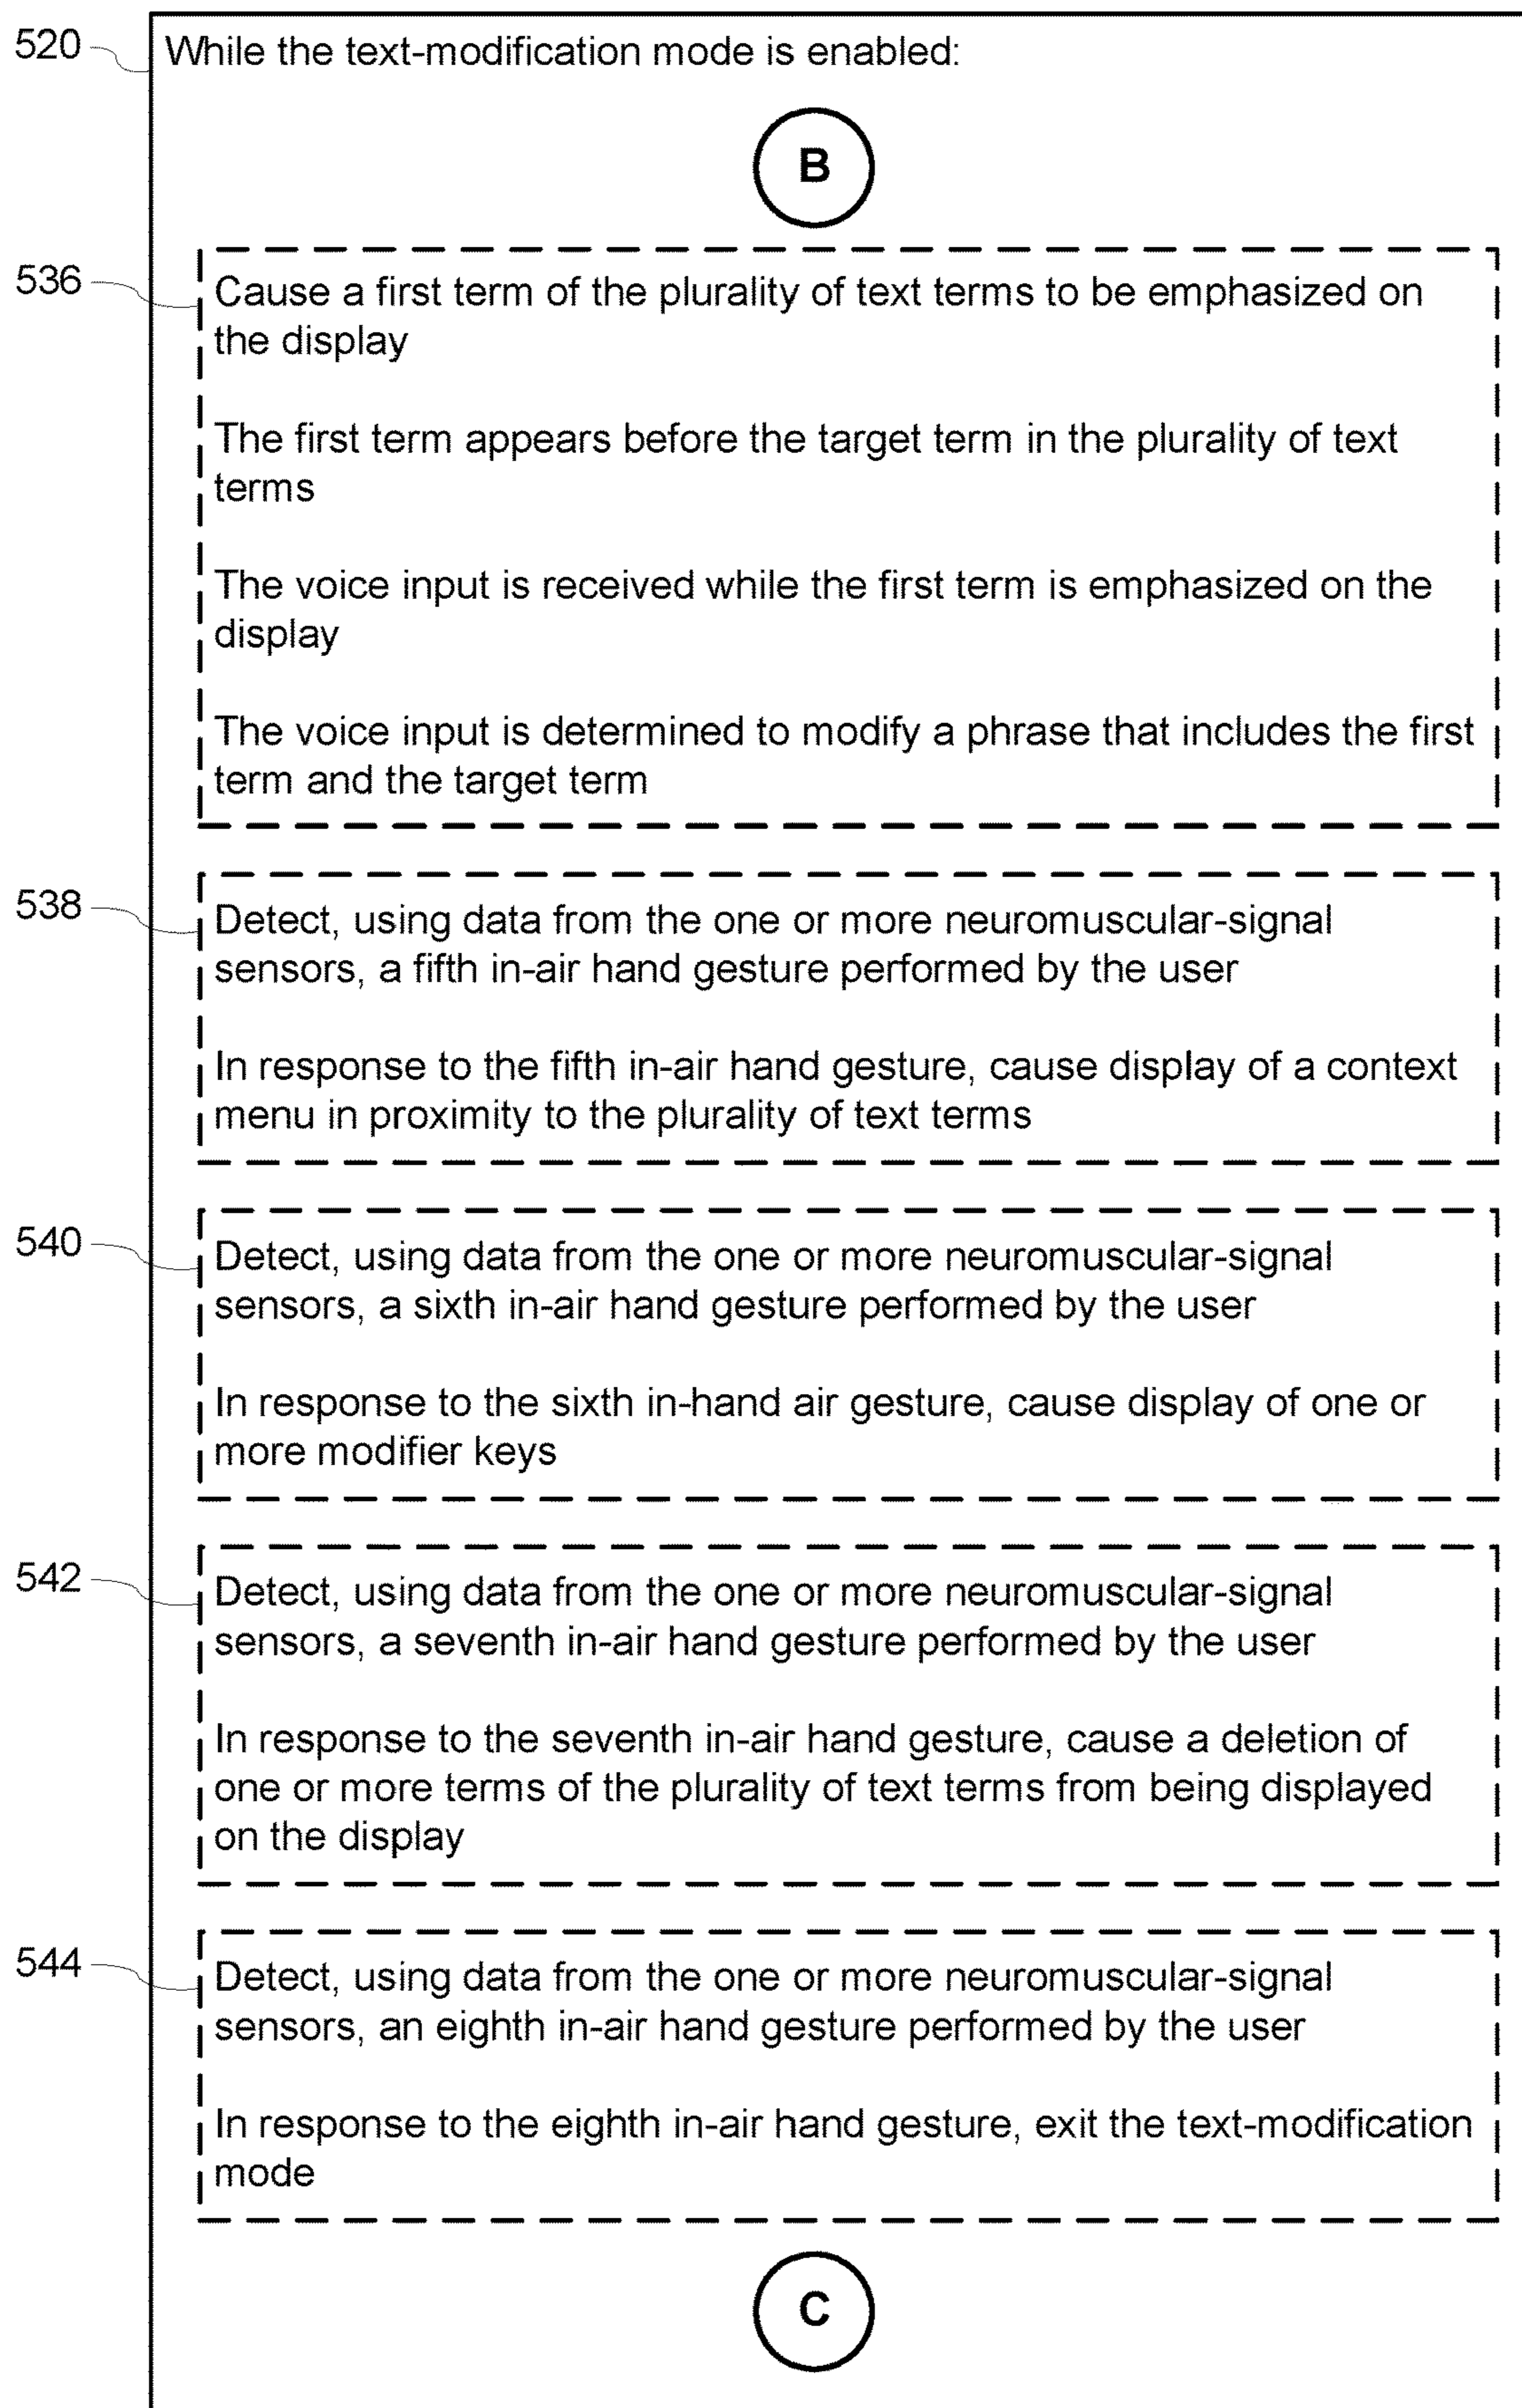 520
While the text-modification mode is enabled:
B
536
Cause a first term of the plurality of text terms to be emphasized on
the display
The first term appears before the target term in the plurality of text
terms
The voice input is received while the first term is emphasized on the
display
The voice input is determined to modify a phrase that includes the first
term and the target term
538
Detect, using data from the one or more neuromuscular-signal
sensors, a fifth in-air hand gesture performed by the user
In response to the fifth in-air hand gesture, cause display of a context
menu in proximity to the plurality of text terms
540
Detect, using data from the one or more neuromuscular-signal
sensors, a sixth in-air hand gesture performed by the user
In response to the sixth in-hand air gesture, cause display of one or
more modifier keys
542
Detect, using data from the one or more neuromuscular-signal
sensors, a seventh in-air hand gesture performed by the user
In response to the seventh in-air hand gesture, cause a deletion of
one or more terms of the plurality of text terms from being displayed
on the display
544
Detect, using data from the one or more neuromuscular-signal
sensors, an eighth in-air hand gesture performed by the user
In response to the eighth in-air hand gesture, exit the text-modification
mode
C